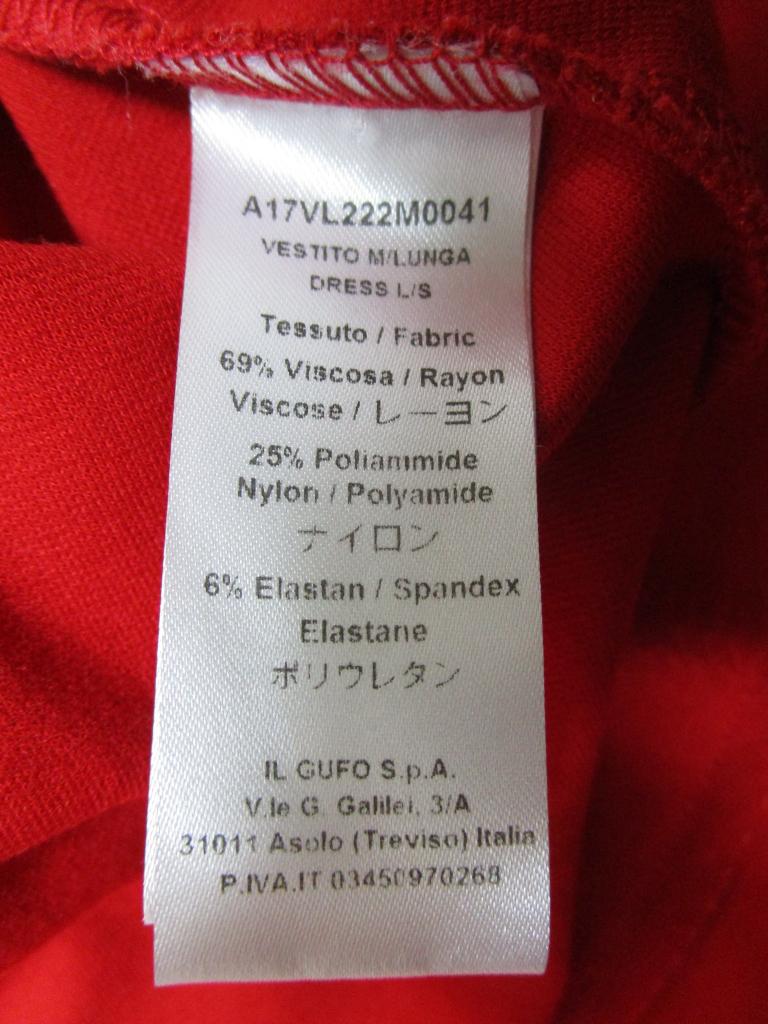 A17VL222M0041
VESTITO M/LUNGA
DRESS L/S
Tessuto / Fabric
69% Viscosa / Rayon
Viscose / レーヨン
25% Poliammide
Nylon / Polyamide
ナイロン
6% Elastan / Spandex
Elastane
ポリウレタン
IL GUFO S.p.A.
V.le G. Galilei, 3/A
31011 Asolo (Treviso) Italia
P.IVA.IT 03450970268